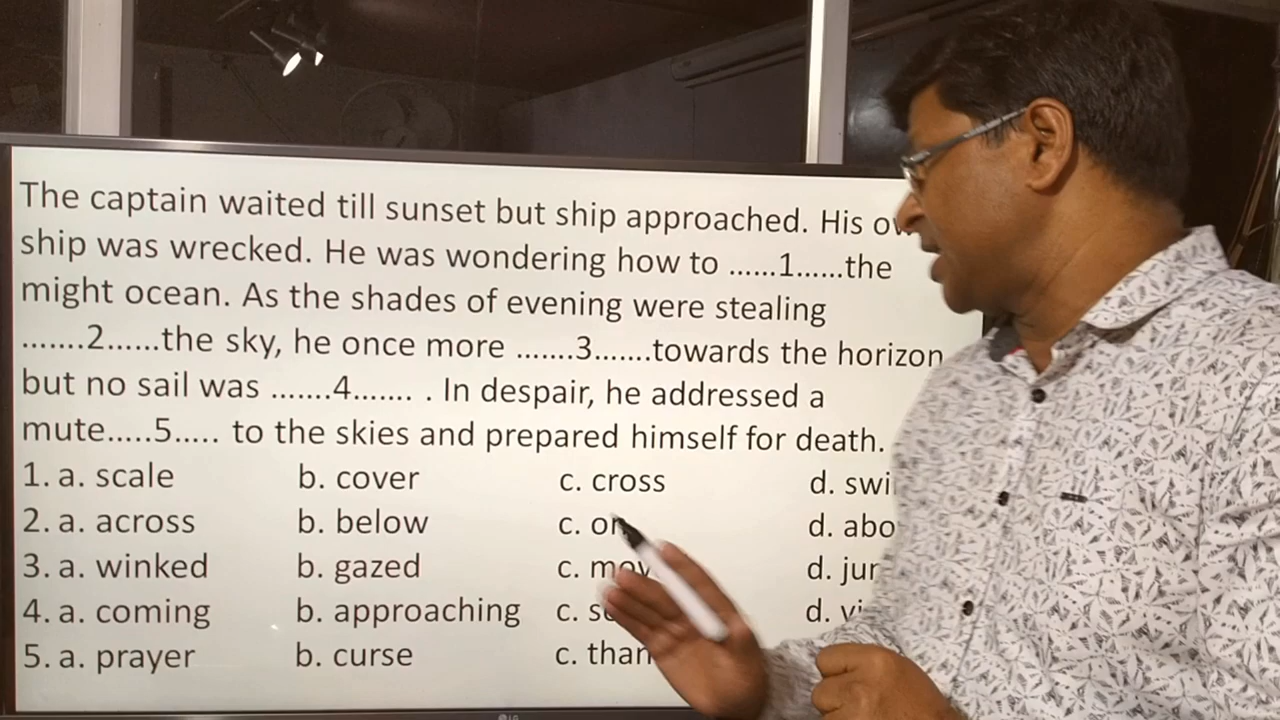 The captain waited till sunset but ship approached. His
ship was wrecked. He was wondering how to ......1......the
might ocean. As the shades of evening were stealing
.......2......the sky, he once more .......3.......towards the horizon
but no sail was .......4....... . In despair, he addressed a
mute.....5..... to the skies and prepared himself for death.
1. a. scale b. cover c. cross d.
2. a. across b. below c. d.
3. a. winked b. gazed c. d.
4. a. coming b. approaching c. d.
5. a. prayer b. curse c.
LG